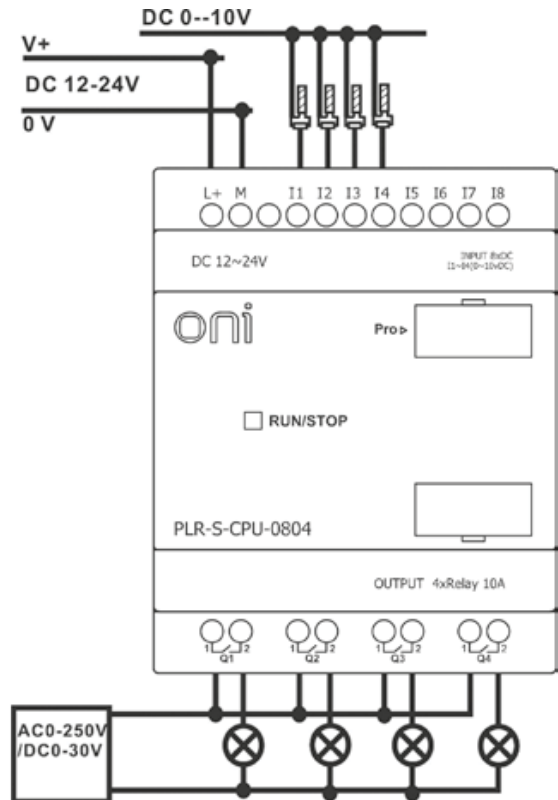 DC 0--10V
V+
DC 12-24V
0 V
L+ M I1 I2 I3 I4 I5 I6 I7 I8
DC 12~24V
INPUT 8xDC
I1~I4(0~10vDC)
oni
Pro
RUN/STOP
PLR-S-CPU-0804
OUTPUT 4xRelay 10A
1 2 1 2 1 2 1 2
Q1 Q2 Q3 Q4
AC0-250V
/DC0-30V